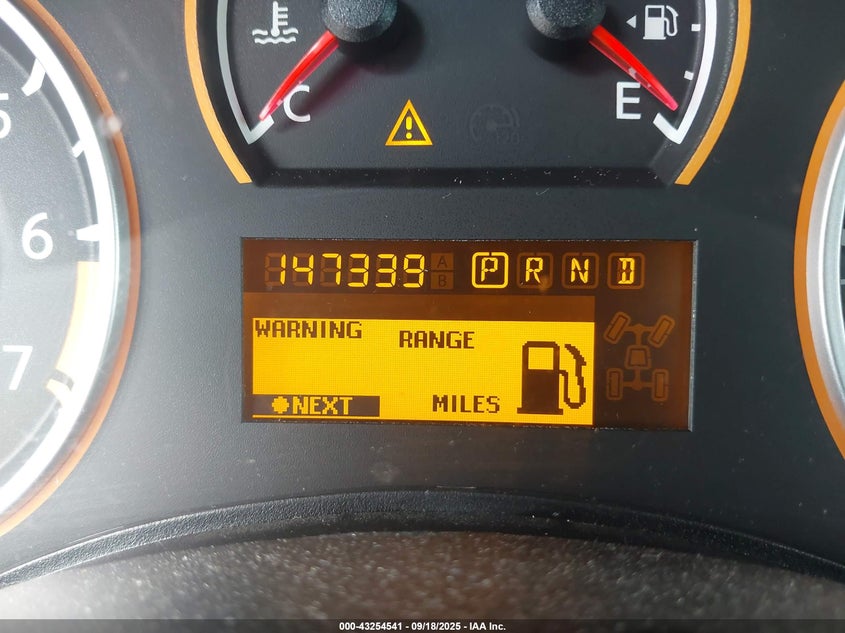 C
E
5
6
7
147339
A
B
P R N D
WARNING
RANGE
NEXT
MILES
000-43254541 - 09/18/2025 - IAA Inc.